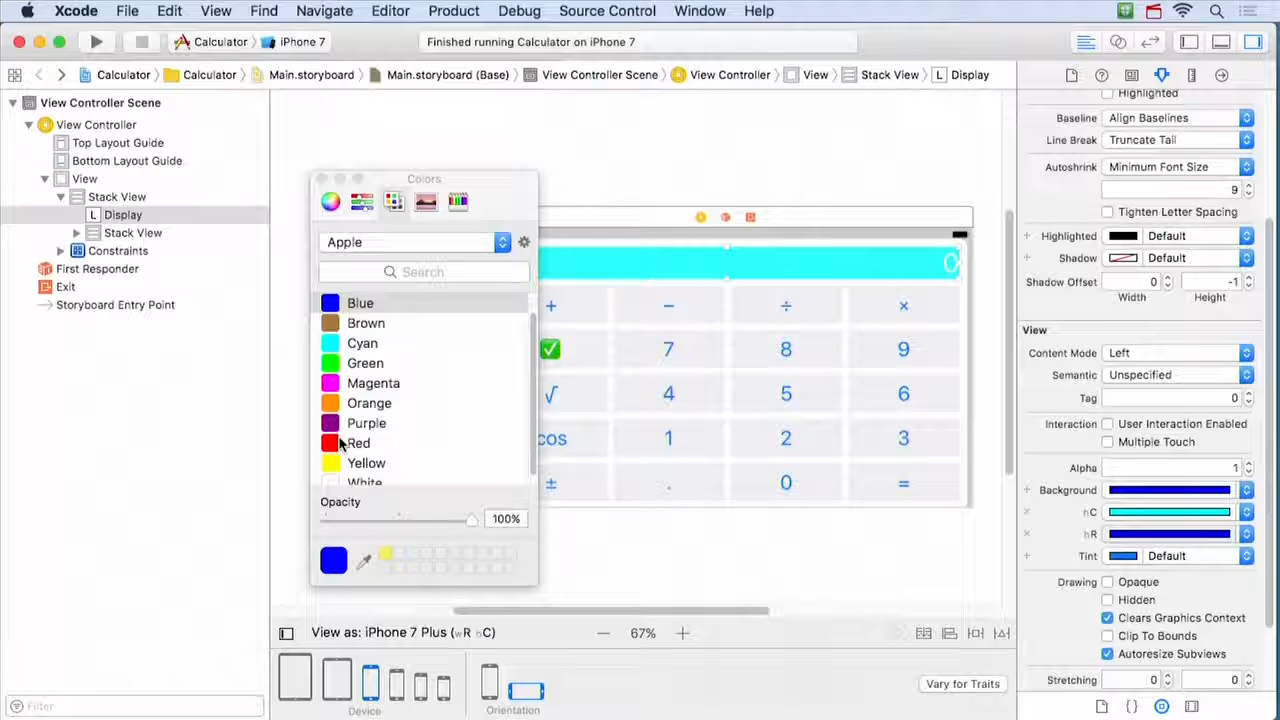 Xcode File Edit View Find Navigate Editor Product Debug Source Control Window Help
Calculator iPhone 7 Finished running Calculator on iPhone 7
Calculator Calculator Main.storyboard Main.storyboard (Base) View Controller Scene View Controller View Stack View L Display
View Controller Scene
View Controller
Top Layout Guide
Bottom Layout Guide
View
Stack View
L Display
Stack View
Constraints
First Responder
Exit
Storyboard Entry Point
Filter
Colors
Apple
Search
Blue
Brown
Cyan
Green
Magenta
Orange
Purple
Red
Yellow
White
Opacity
100%
0
+ − ÷ ×
7 8 9
√ 4 5 6
cos 1 2 3
± . 0 =
View as: iPhone 7 Plus (wR hC) — 67% +
Device
Orientation
Vary for Traits
Highlighted
Baseline Align Baselines
Line Break Truncate Tail
Autoshrink Minimum Font Size
9
Tighten Letter Spacing
+ Highlighted Default
+ Shadow Default
Shadow Offset 0 -1
Width Height
View
Content Mode Left
Semantic Unspecified
Tag 0
Interaction User Interaction Enabled
Multiple Touch
Alpha 1
+ Background
× hC
× hR
+ Tint Default
Drawing Opaque
Hidden
Clears Graphics Context
Clip To Bounds
Autoresize Subviews
Stretching 0 0